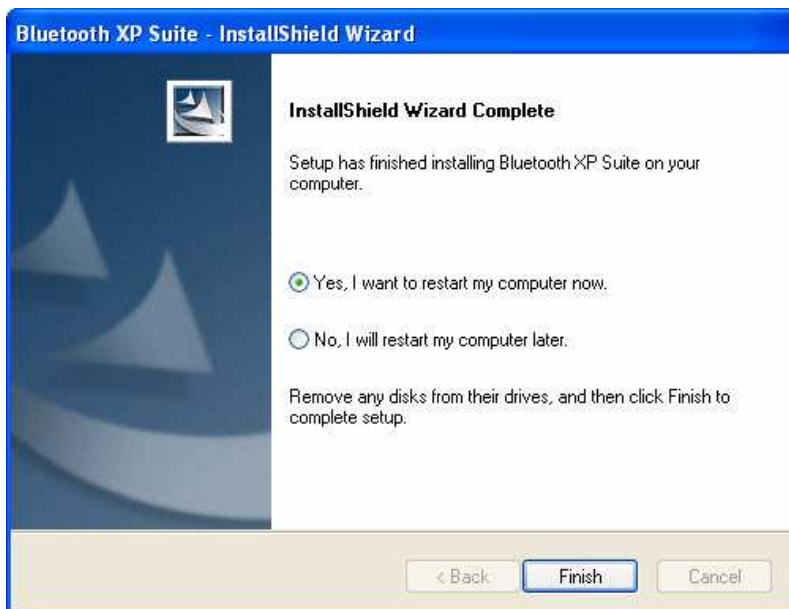 Bluetooth XP Suite - InstallShield Wizard
InstallShield Wizard Complete
Setup has finished installing Bluetooth XP Suite on your
computer.
Yes, I want to restart my computer now.
No, I will restart my computer later.
Remove any disks from their drives, and then click Finish to
complete setup.
< Back Finish Cancel